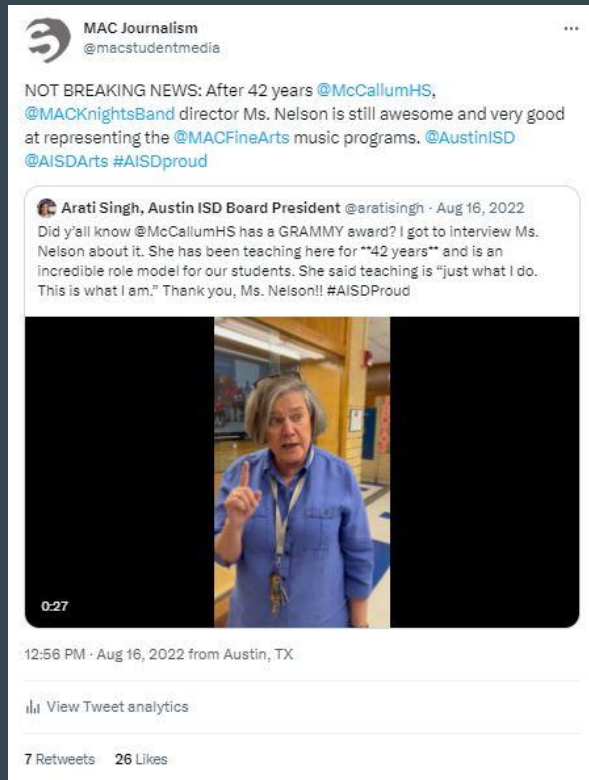 MAC Journalism
@macstudentmedia
NOT BREAKING NEWS: After 42 years @McCallumHS,
@MACKnightsBand director Ms. Nelson is still awesome and very good
at representing the @MACFineArts music programs. @AustinISD
@AISDArts #AISDproud
Arati Singh, Austin ISD Board President @aratisingh · Aug 16, 2022
Did y'all know @McCallumHS has a GRAMMY award? I got to interview Ms.
Nelson about it. She has been teaching here for **42 years** and is an
incredible role model for our students. She said teaching is “just what I do.
This is what I am.” Thank you, Ms. Nelson!! #AISDProud
0:27
12:56 PM · Aug 16, 2022 from Austin, TX
View Tweet analytics
7 Retweets 26 Likes